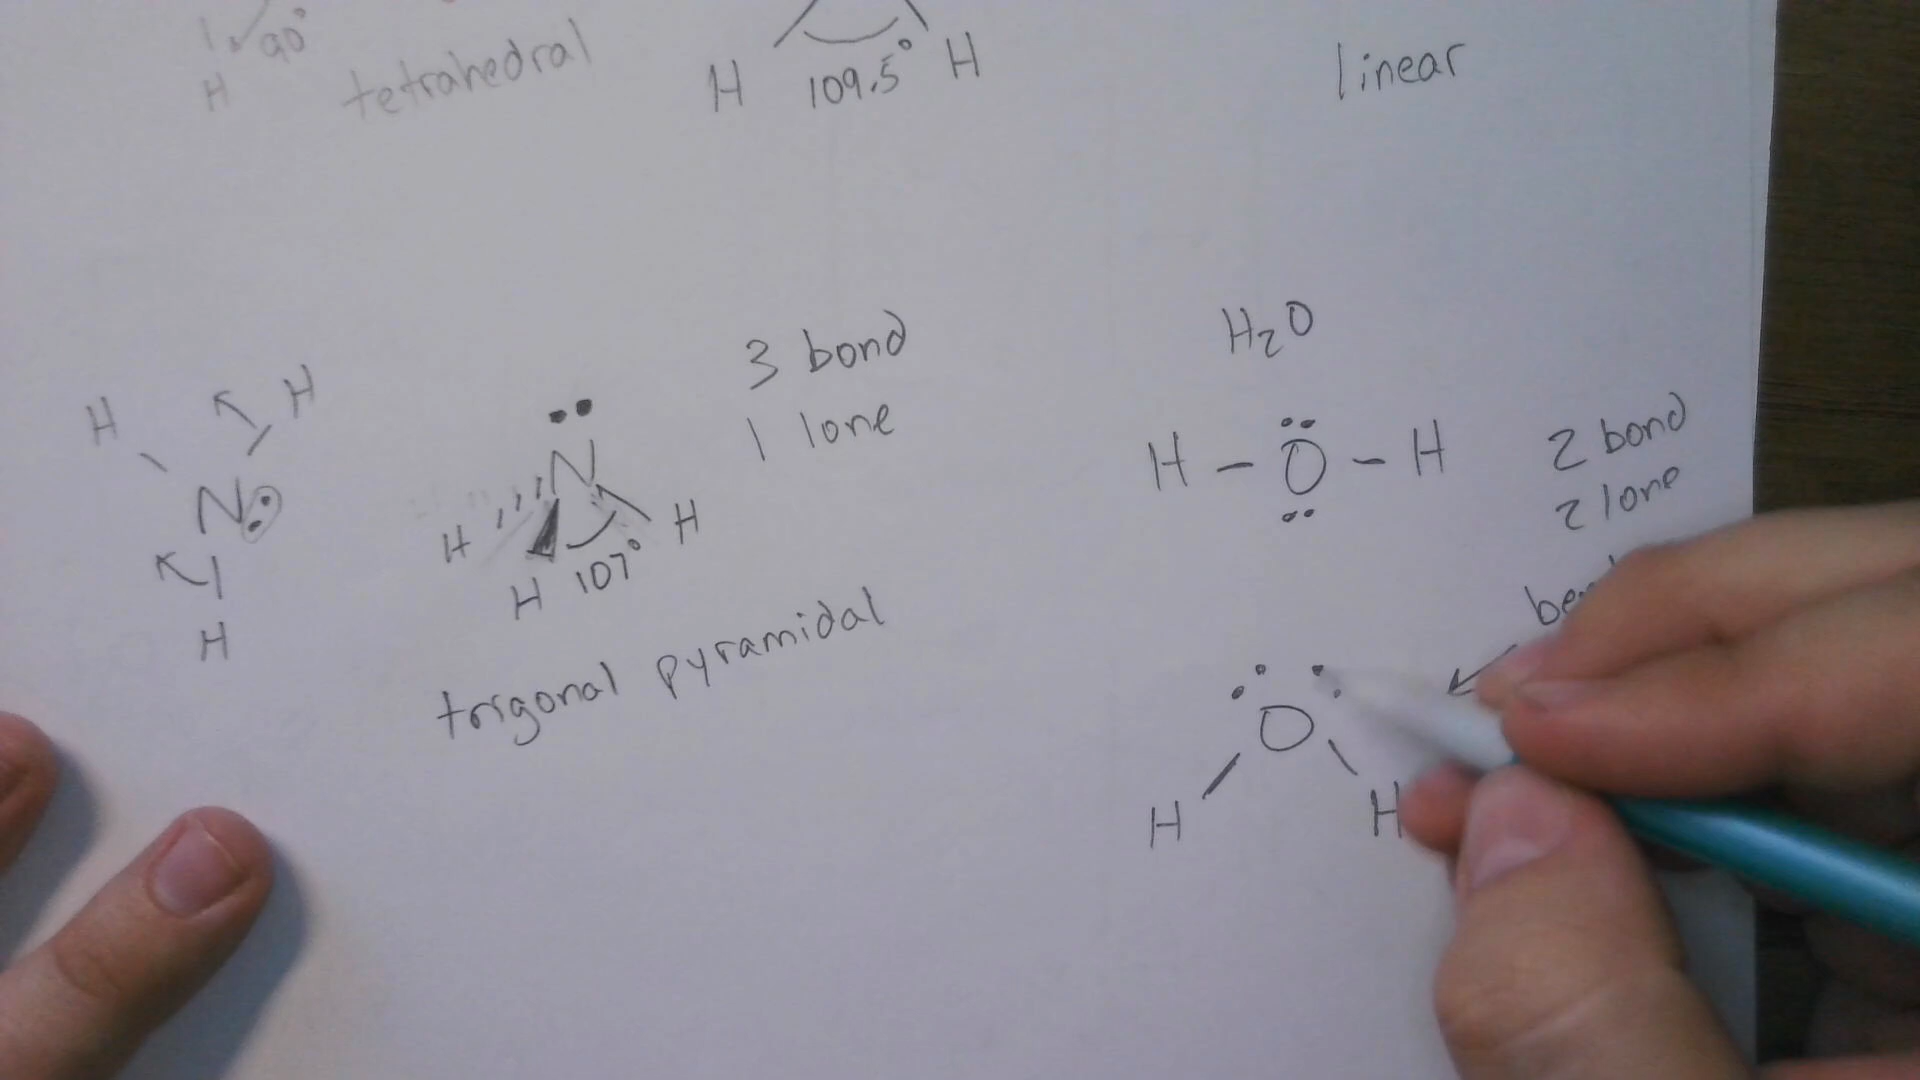 90°
H
tetrahedral
H 109.5° H
linear
H H
N
H
N
H H
H 107°
3 bond
1 lone
trigonal pyramidal
H₂O
H - O - H
2 bond
2 lone
O
H H